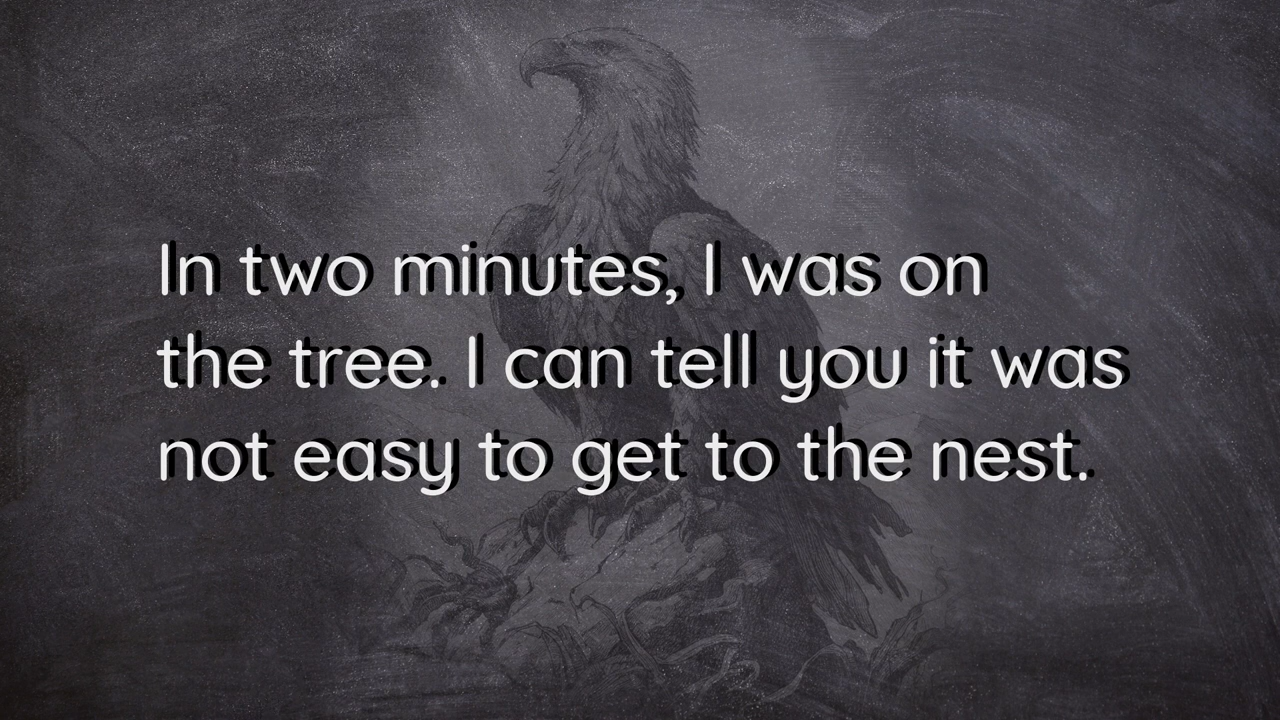 In two minutes, I was on
the tree. I can tell you it was
not easy to get to the nest.